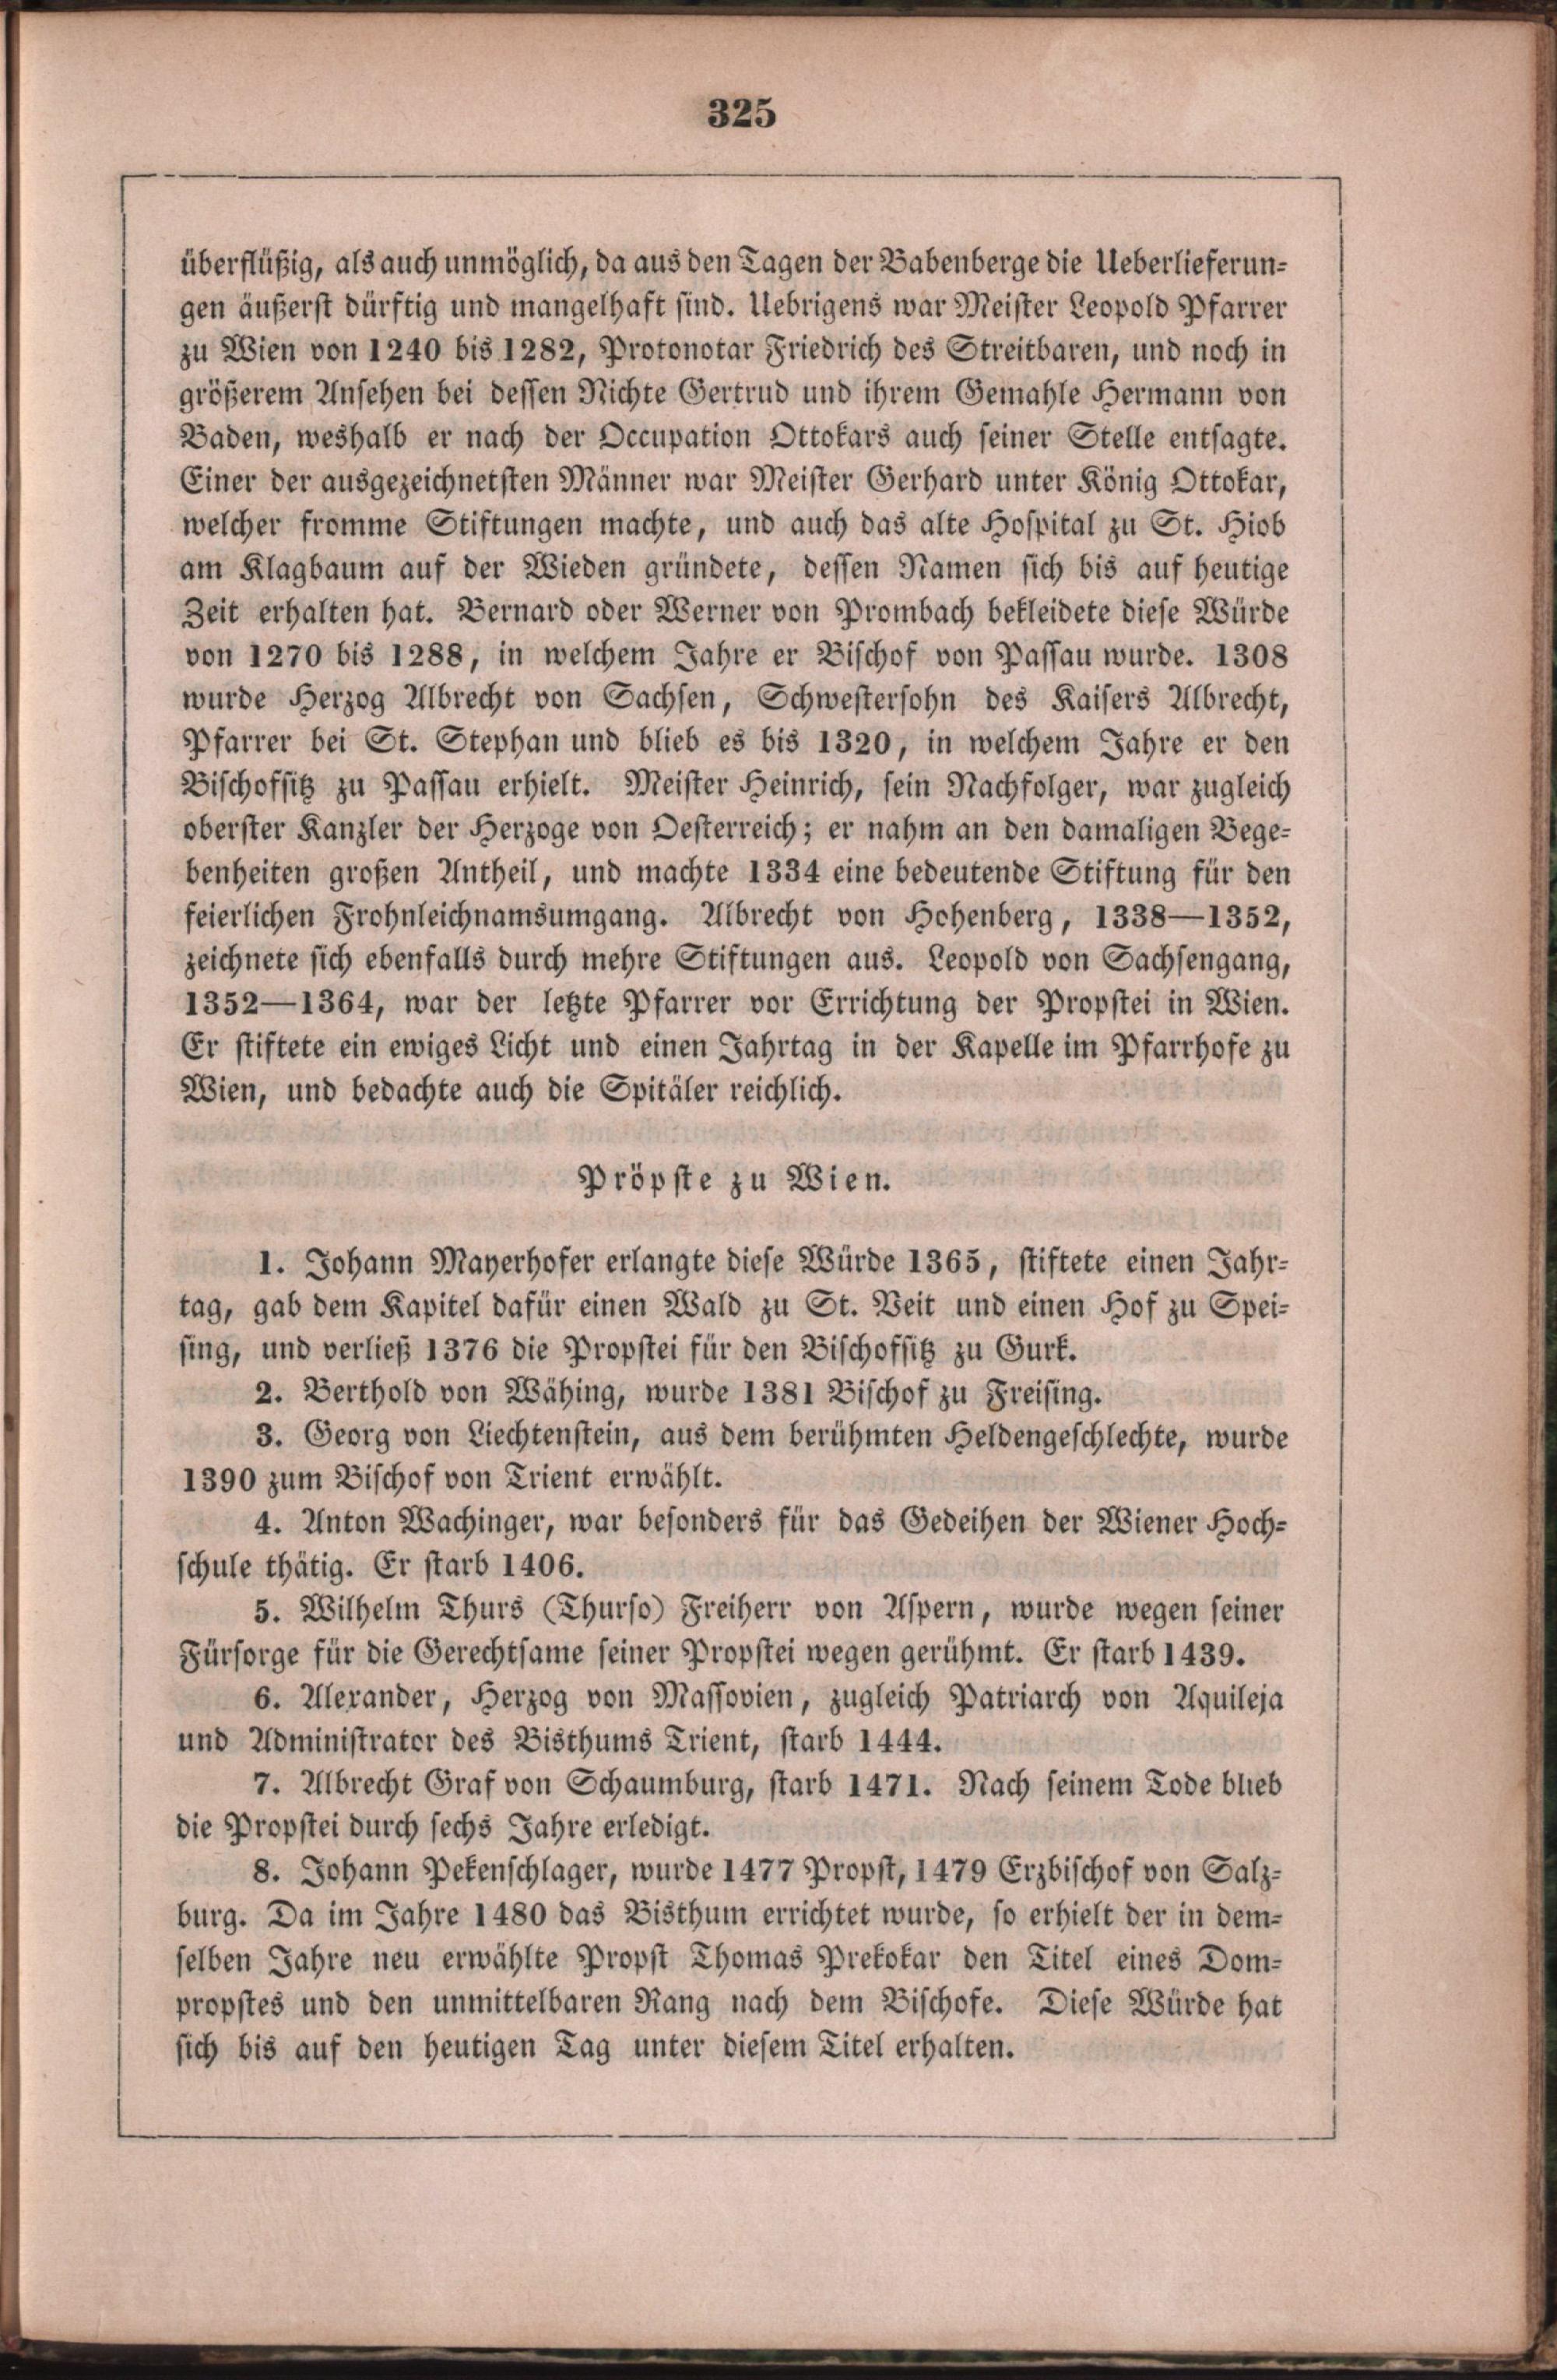 325
überflüßig, als auch unmöglich, da aus den Tagen der Babenberge die Ueberlieferun-
gen äußerst dürftig und mangelhaft sind. Uebrigens war Meister Leopold Pfarrer
zu Wien von 1240 bis 1282, Protonotar Friedrich des Streitbaren, und noch in
größerem Ansehen bei dessen Nichte Gertrud und ihrem Gemahle Hermann von
Baden, weshalb er nach der Occupation Ottokars auch seiner Stelle entsagte.
Einer der ausgezeichnetsten Männer war Meister Gerhard unter König Ottokar,
welcher fromme Stiftungen machte, und auch das alte Hospital zu St. Hiob
am Klagbaum auf der Wieden gründete, dessen Namen sich bis auf heutige
Zeit erhalten hat. Bernard oder Werner von Prombach bekleidete diese Würde
von 1270 bis 1288, in welchem Jahre er Bischof von Passau wurde. 1308
wurde Herzog Albrecht von Sachsen, Schwestersohn des Kaisers Albrecht,
Pfarrer bei St. Stephan und blieb es bis 1320, in welchem Jahre er den
Bischofsitz zu Passau erhielt. Meister Heinrich, sein Nachfolger, war zugleich
oberster Kanzler der Herzoge von Oesterreich; er nahm an den damaligen Bege-
benheiten großen Antheil, und machte 1334 eine bedeutende Stiftung für den
feierlichen Frohnleichnamsumgang. Albrecht von Hohenberg, 1338—1352,
zeichnete sich ebenfalls durch mehre Stiftungen aus. Leopold von Sachsengang,
1352—1364, war der letzte Pfarrer vor Errichtung der Propstei in Wien.
Er stiftete ein ewiges Licht und einen Jahrtag in der Kapelle im Pfarrhofe zu
Wien, und bedachte auch die Spitäler reichlich.
Pröpste zu Wien.
1. Johann Mayerhofer erlangte diese Würde 1365, stiftete einen Jahr-
tag, gab dem Kapitel dafür einen Wald zu St. Veit und einen Hof zu Spei-
sing, und verließ 1376 die Propstei für den Bischofsitz zu Gurk.
2. Berthold von Wähing, wurde 1381 Bischof zu Freising.
3. Georg von Liechtenstein, aus dem berühmten Heldengeschlechte, wurde
1390 zum Bischof von Trient erwählt.
4. Anton Wachinger, war besonders für das Gedeihen der Wiener Hoch-
schule thätig. Er starb 1406.
5. Wilhelm Thurs (Thurso) Freiherr von Aspern, wurde wegen seiner
Fürsorge für die Gerechtsame seiner Propstei wegen gerühmt. Er starb 1439.
6. Alexander, Herzog von Massovien, zugleich Patriarch von Aquileja
und Administrator des Bisthums Trient, starb 1444.
7. Albrecht Graf von Schaumburg, starb 1471. Nach seinem Tode blieb
die Propstei durch sechs Jahre erledigt.
8. Johann Pekenschlager, wurde 1477 Propst, 1479 Erzbischof von Salz-
burg. Da im Jahre 1480 das Bisthum errichtet wurde, so erhielt der in dem-
selben Jahre neu erwählte Propst Thomas Prekokar den Titel eines Dom-
propstes und den unmittelbaren Rang nach dem Bischofe. Diese Würde hat
sich bis auf den heutigen Tag unter diesem Titel erhalten.